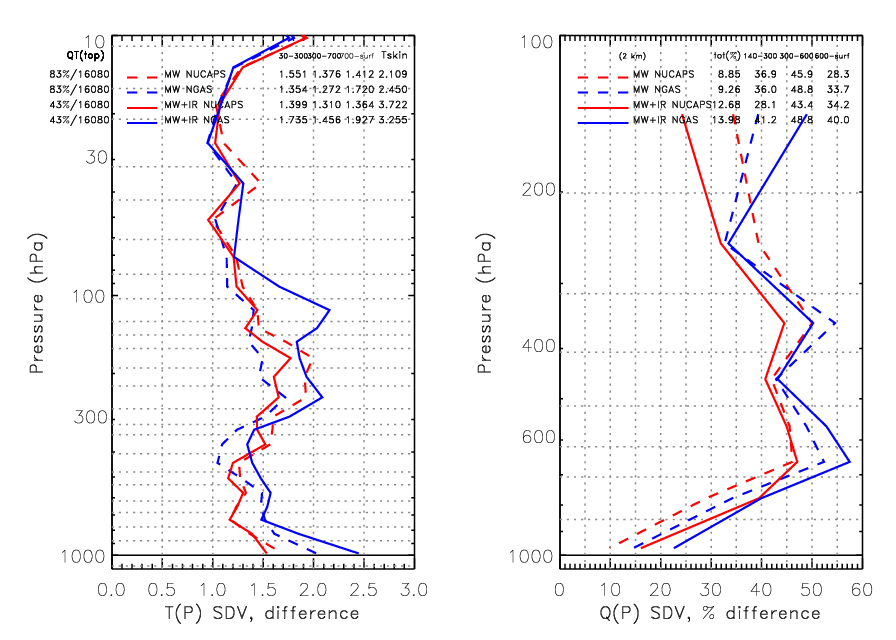 10
30
100
300
1000
Pressure (hPa)
QT(top) 30-300 300-700 700-surf Tskin
83%/16080 MW NUCAPS 1.551 1.376 1.412 2.109
83%/16080 MW NGAS 1.354 1.272 1.720 2.450
43%/16080 MW+IR NUCAPS 1.399 1.310 1.364 3.722
43%/16080 MW+IR NGAS 1.735 1.456 1.927 3.255
0.0 0.5 1.0 1.5 2.0 2.5 3.0
T(P) SDV, difference
100
200
400
600
1000
Pressure (hPa)
(2 km) tot(%) 140-300 300-600 600-surf
MW NUCAPS 8.85 36.9 45.9 28.3
MW NGAS 9.26 36.0 48.8 33.7
MW+IR NUCAPS 12.68 28.1 43.4 34.2
MW+IR NGAS 13.98 41.2 48.8 40.0
0 10 20 30 40 50 60
Q(P) SDV, % difference